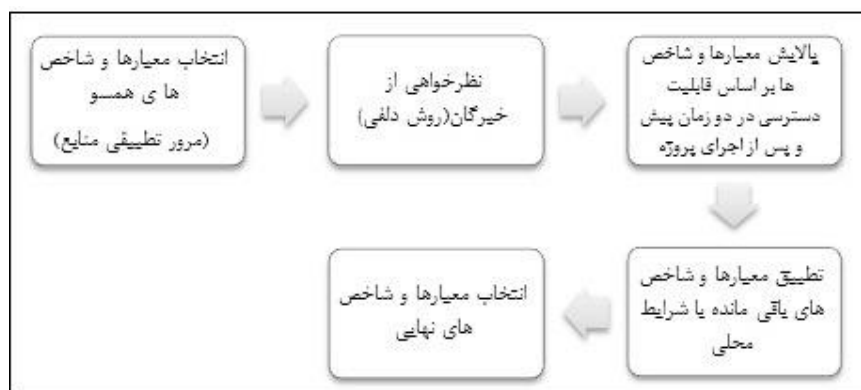 انتخاب معیارها و شاخص
ها ی همسو
(مرور تطبیقی منابع)
نظرخواهی از
خبرگان(روش دلفی)
پالایش معیارها و شاخص
ها بر اساس قابلیت
دسترسی در دو زمان پیش
و پس از اجرای پروژه
تطبیق معیارها و شاخص
های باقی مانده با شرایط
محلی
انتخاب معیارها و شاخص
های نهایی